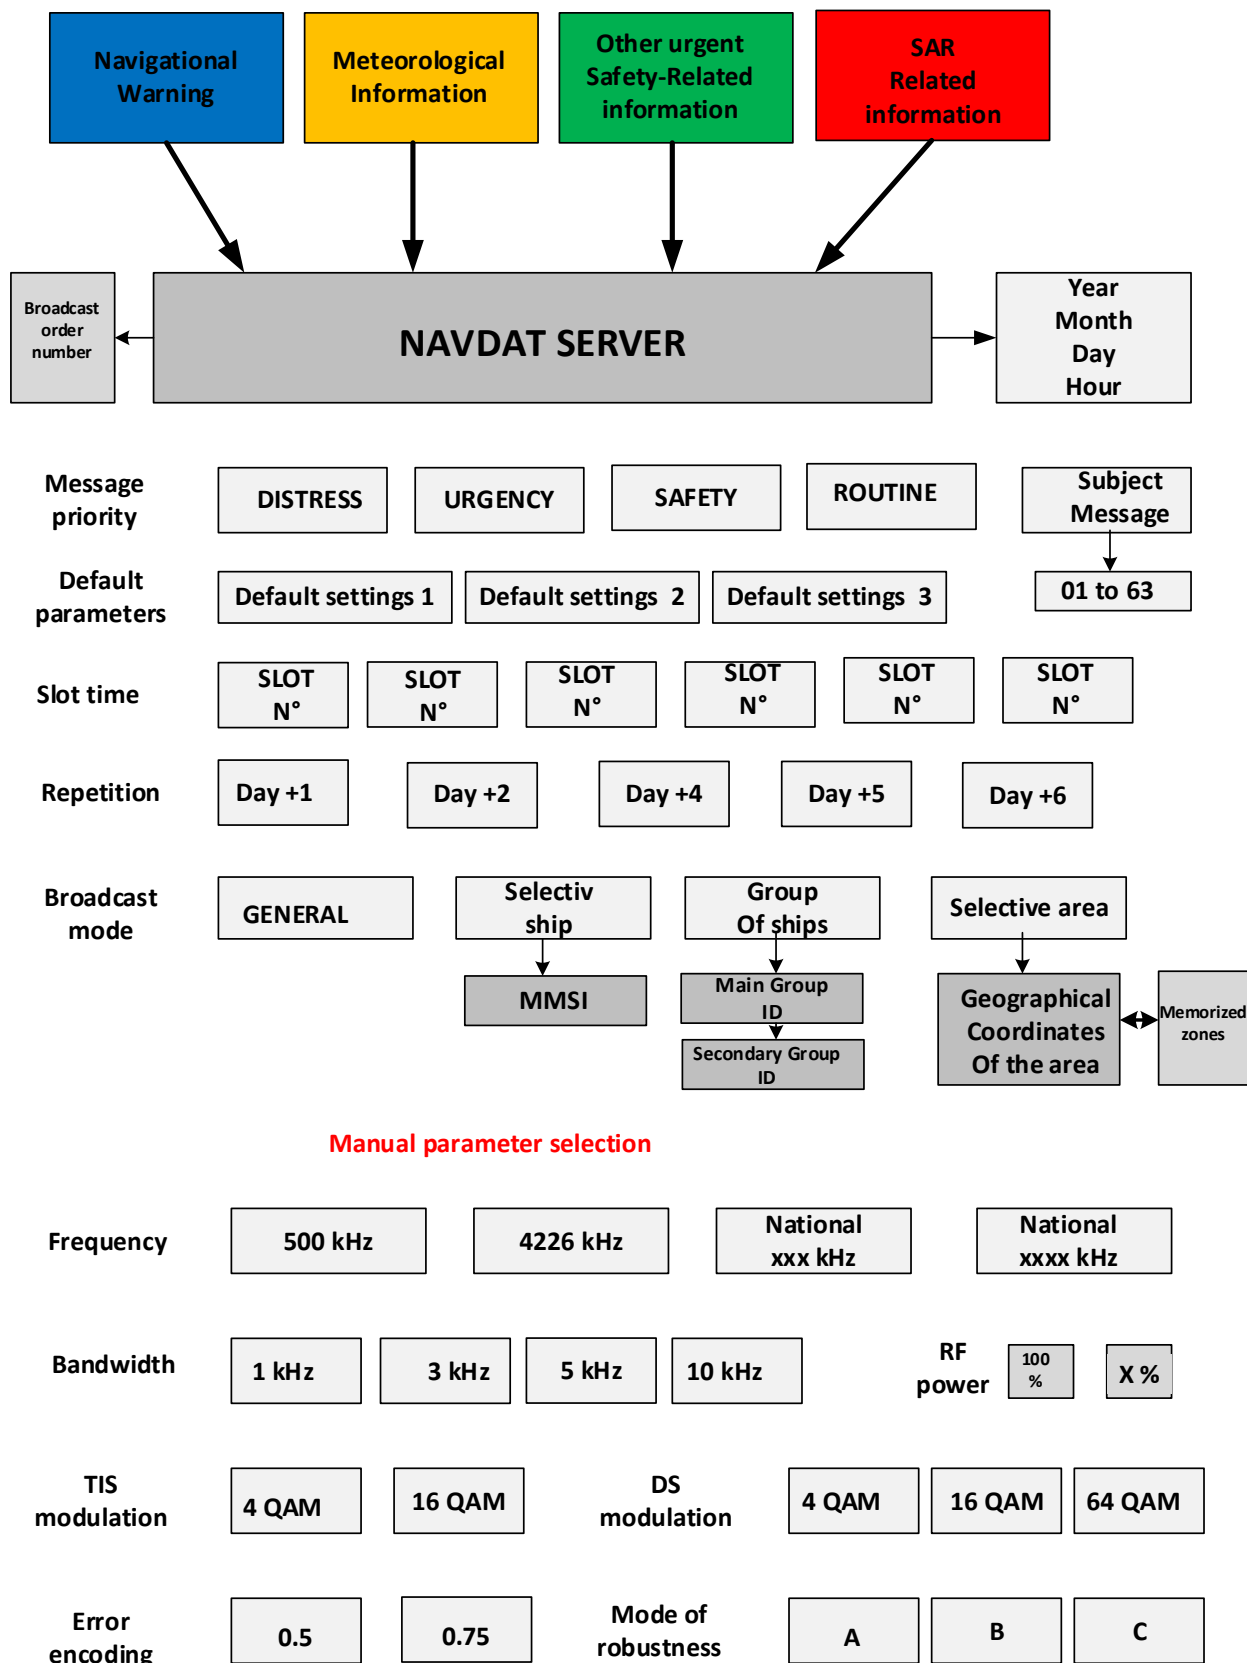 Navigational
Warning
Meteorological
Information
Other urgent
Safety-Related
information
SAR
Related
information
Broadcast
order
number
NAVDAT SERVER
Year
Month
Day
Hour
Message
priority
DISTRESS
URGENCY
SAFETY
ROUTINE
Subject
Message
Default
parameters
Default settings 1
Default settings 2
Default settings 3
01 to 63
Slot time
SLOT
N°
SLOT
N°
SLOT
N°
SLOT
N°
SLOT
N°
SLOT
N°
Repetition
Day +1
Day +2
Day +4
Day +5
Day +6
Broadcast
mode
GENERAL
Selectiv
ship
Group
Of ships
Selective area
MMSI
Main Group
ID
Secondary Group
ID
Geographical
Coordinates
Of the area
Memorized
zones
Manual parameter selection
Frequency
500 kHz
4226 kHz
National
xxx kHz
National
xxxx kHz
Bandwidth
1 kHz
3 kHz
5 kHz
10 kHz
RF
power
100
%
X %
TIS
modulation
4 QAM
16 QAM
DS
modulation
4 QAM
16 QAM
64 QAM
Error
encoding
0.5
0.75
Mode of
robustness
A
B
C